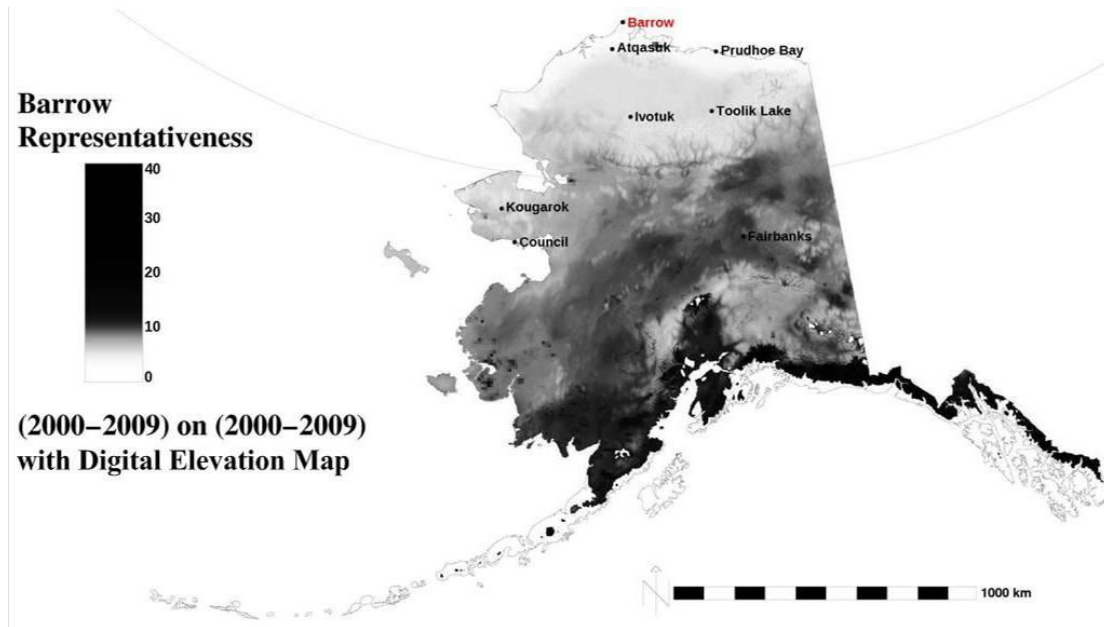 Barrow
Atqasuk
Prudhoe Bay
Barrow
Representativeness
Ivotuk
Toolik Lake
40
30
20
10
0
Kougarok
Council
Fairbanks
(2000–2009) on (2000–2009)
with Digital Elevation Map
N
1000 km